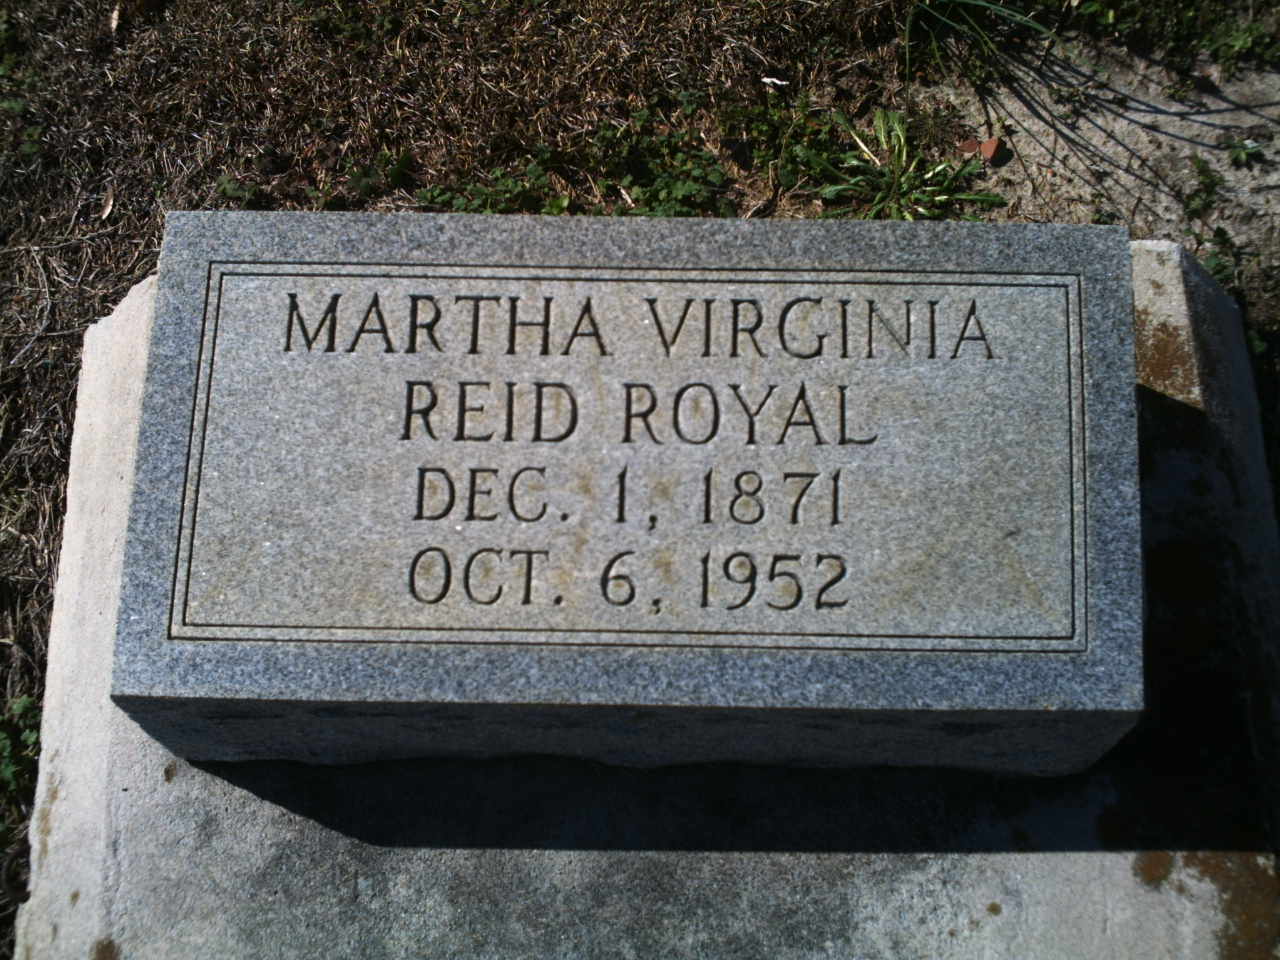 MARTHA VIRGINIA
REID ROYAL
DEC. 1, 1871
OCT. 6, 1952